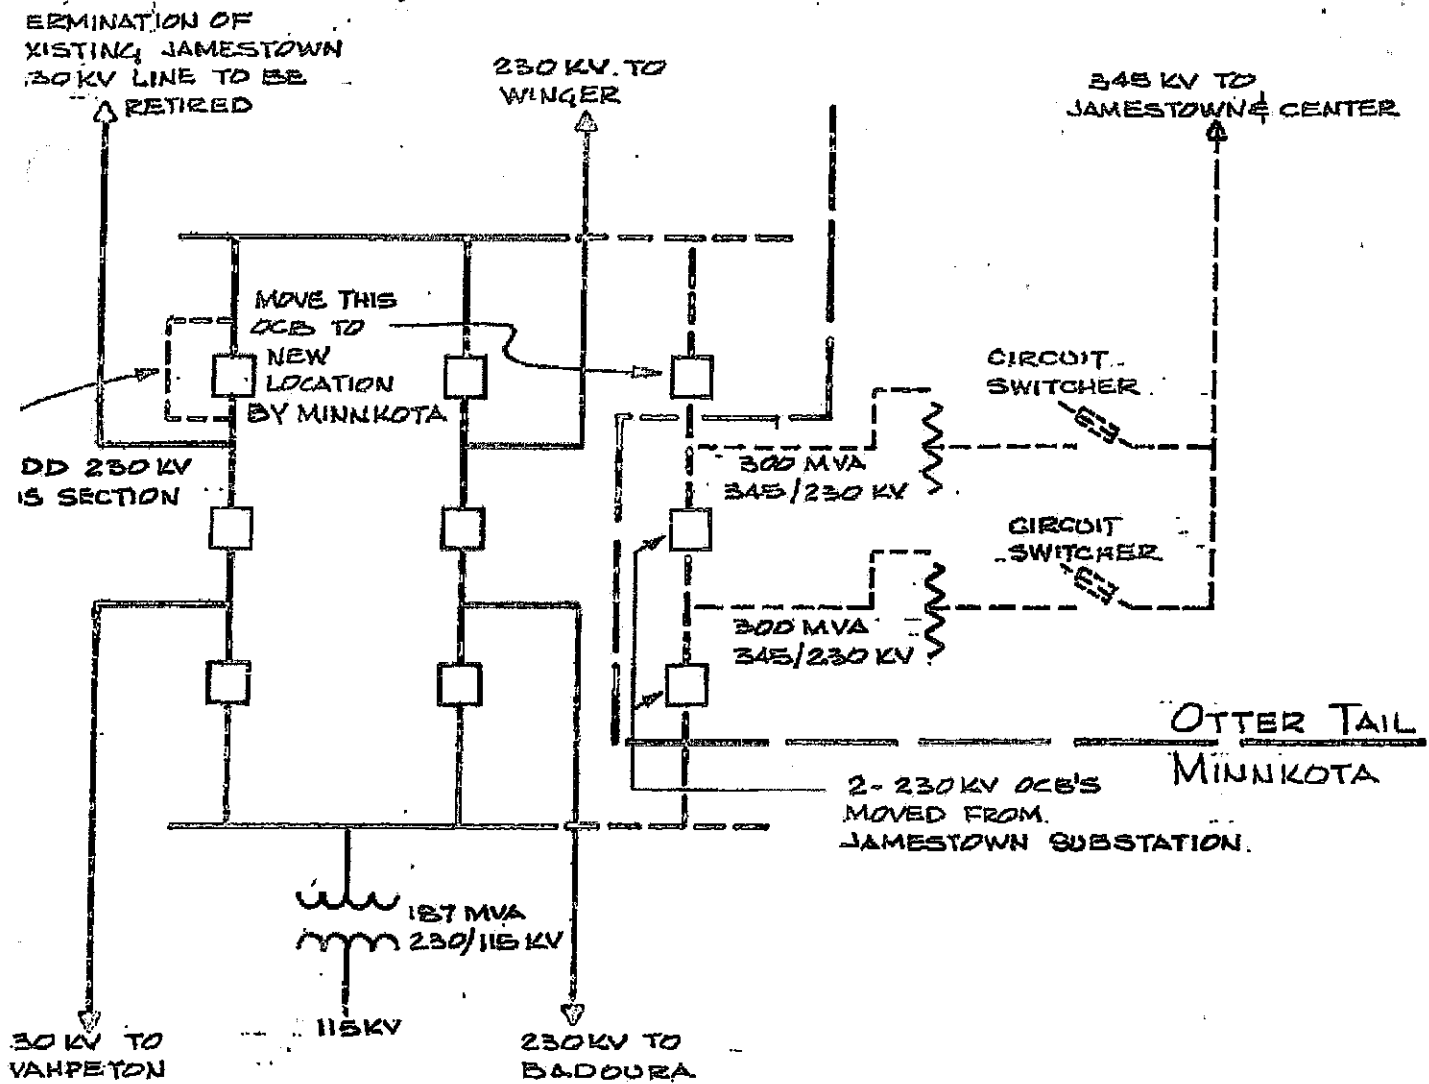 ERMINATION OF
XISTING JAMESTOWN
30 KV LINE TO BE
RETIRED
230 KV. TO
WINGER
345 KV TO
JAMESTOWN & CENTER
MOVE THIS
OCB TO
NEW
LOCATION
BY MINNKOTA
CIRCUIT
SWITCHER
DD 230 KV
IS SECTION
300 MVA
345/230 KV
CIRCUIT
SWITCHER
300 MVA
345/230 KV
OTTER TAIL
MINNKOTA
2- 230 KV OCB'S
MOVED FROM
JAMESTOWN SUBSTATION.
187 MVA
230/115 KV
115 KV
30 KV TO
VAHPETON
230 KV TO
BADOURA